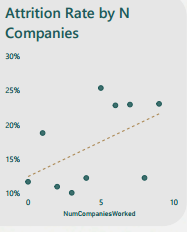 Attrition Rate by N
Companies
30%
25%
20%
15%
10%
0 5 10
NumCompaniesWorked